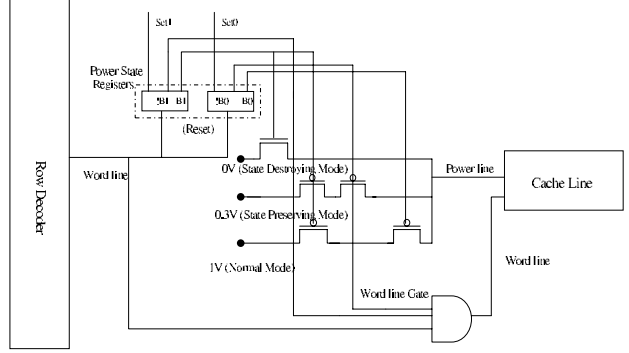 Set1
Set0
Power State
Registers
!B1 B1
!B0 B0
(Reset)
Row Decoder
Word line
0V (State Destroying Mode)
0.3V (State Preserving Mode)
1V (Normal Mode)
Power line
Cache Line
Word line
Word line Gate